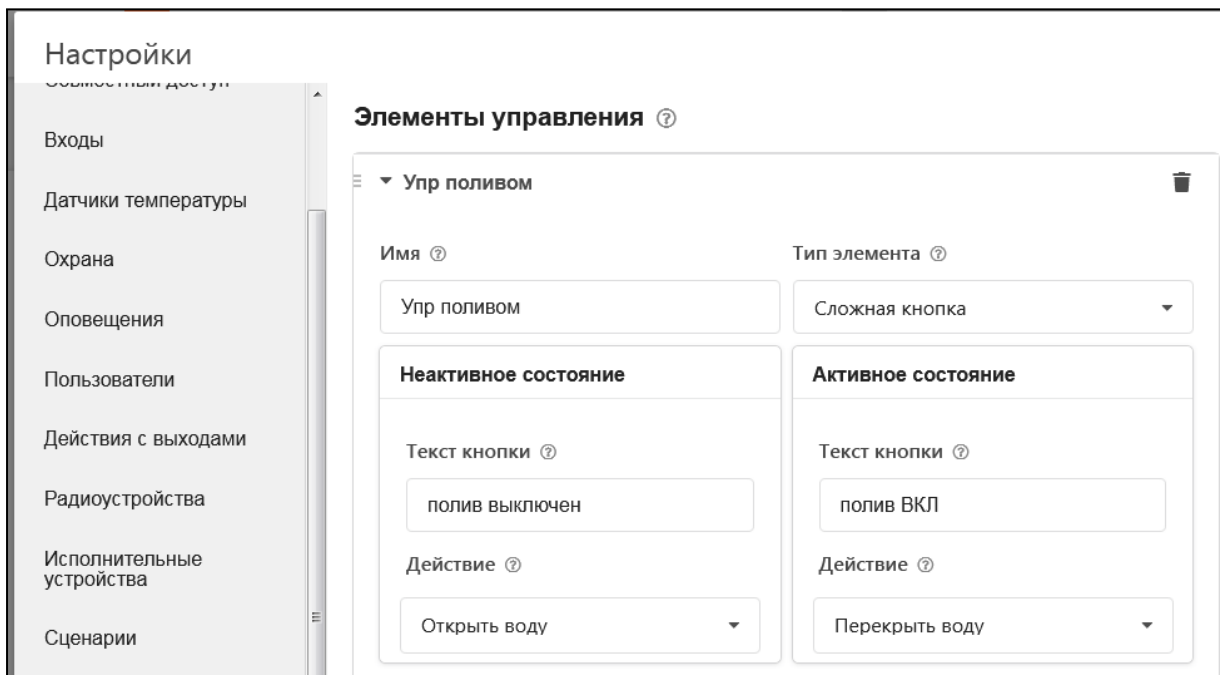 Настройки
Совместный доступ
Входы
Датчики температуры
Охрана
Оповещения
Пользователи
Действия с выходами
Радиоустройства
Исполнительные
устройства
Сценарии
Элементы управления
Упр поливом
Имя
Тип элемента
Упр поливом
Сложная кнопка
Неактивное состояние
Активное состояние
Текст кнопки
Текст кнопки
полив выключен
полив ВКЛ
Действие
Действие
Открыть воду
Перекрыть воду